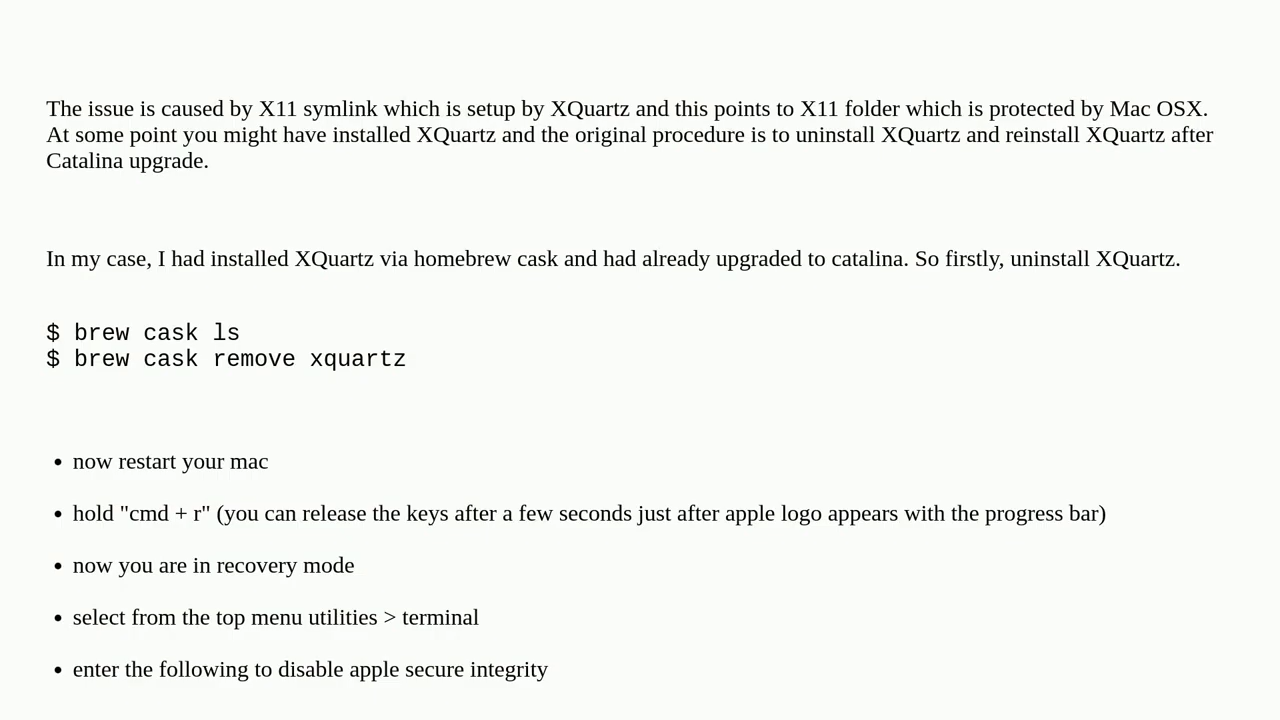 The issue is caused by X11 symlink which is setup by XQuartz and this points to X11 folder which is protected by Mac OSX.
At some point you might have installed XQuartz and the original procedure is to uninstall XQuartz and reinstall XQuartz after
Catalina upgrade.
In my case, I had installed XQuartz via homebrew cask and had already upgraded to catalina. So firstly, uninstall XQuartz.
$ brew cask ls
$ brew cask remove xquartz
• now restart your mac
• hold "cmd + r" (you can release the keys after a few seconds just after apple logo appears with the progress bar)
• now you are in recovery mode
• select from the top menu utilities > terminal
• enter the following to disable apple secure integrity